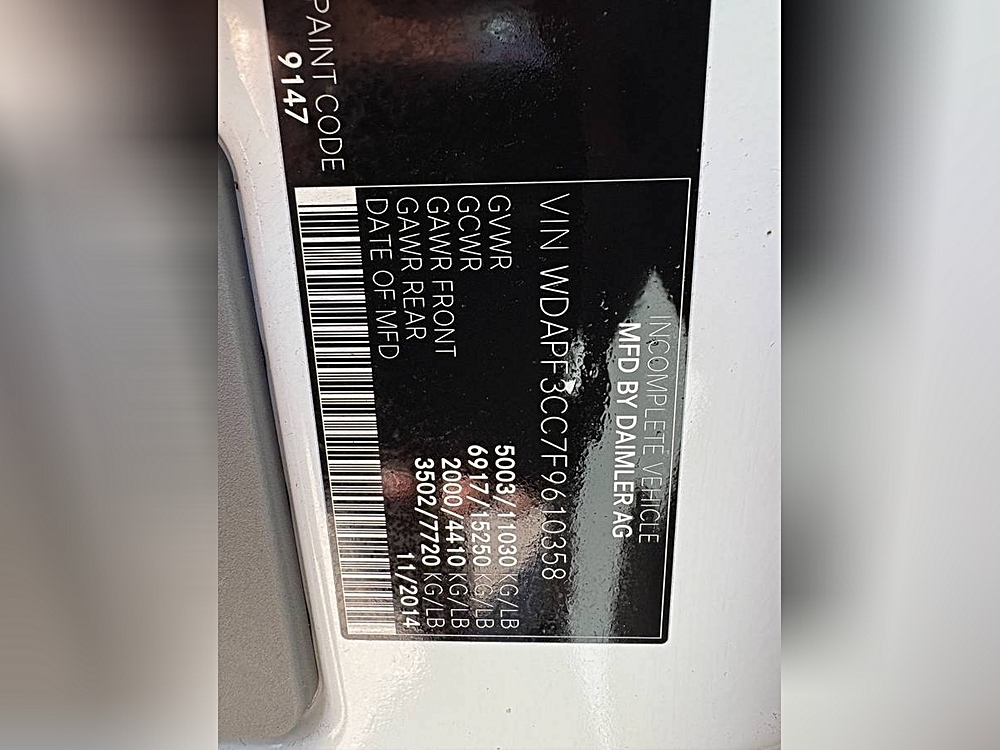 INCOMPLETE VEHICLE
MFD BY DAIMLER AG
VIN WDAPF3CC7F9610358
GVWR 5003/11030 KG/LB
GCWR 6917/15250 KG/LB
GAWR FRONT 2000/4410 KG/LB
GAWR REAR 3502/7720 KG/LB
DATE OF MFD 11/2014
PAINT CODE
9147